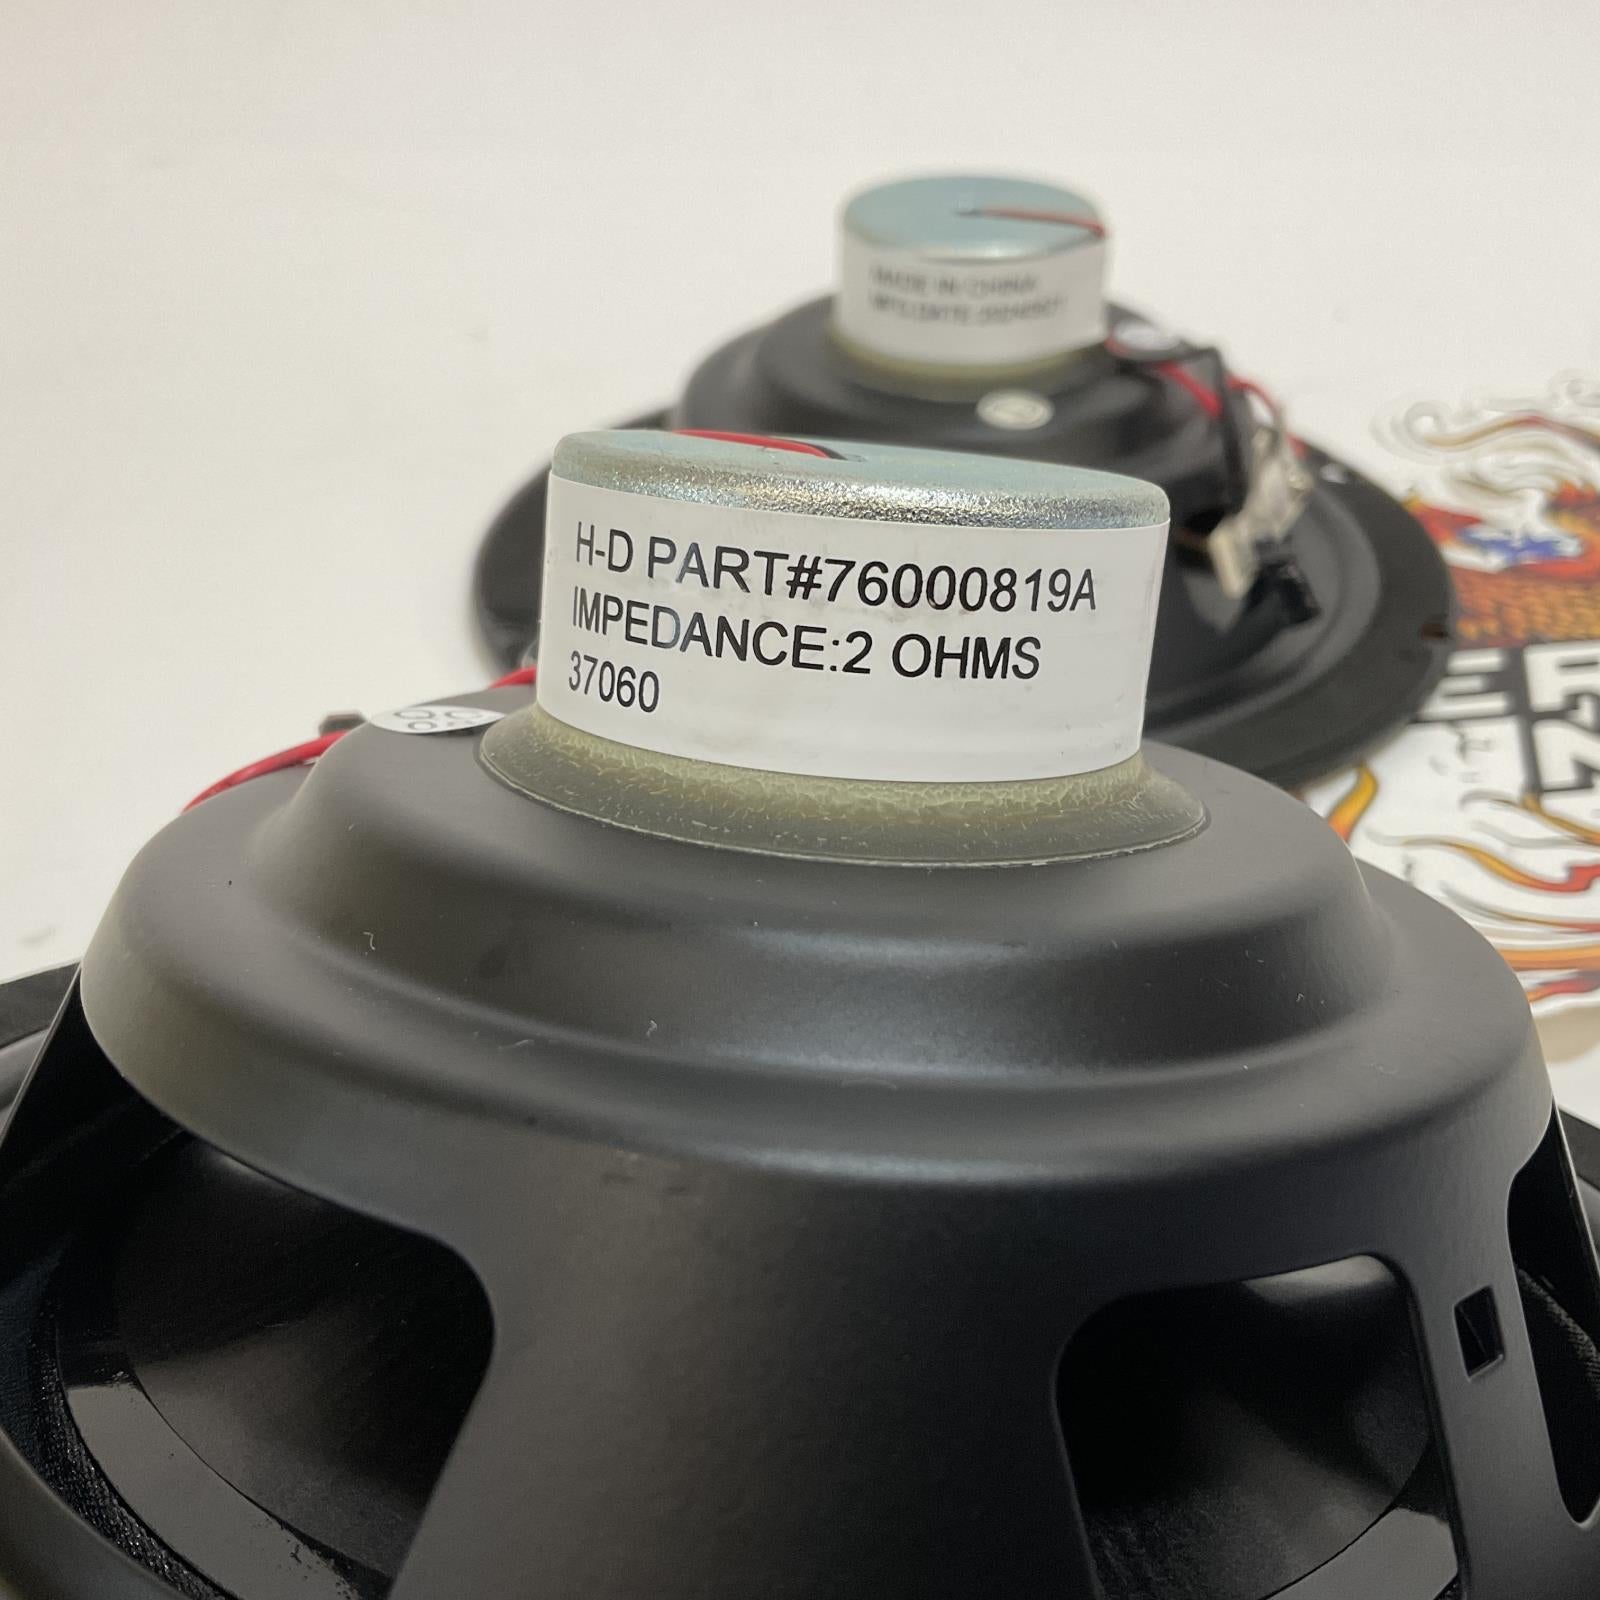 MADE IN CHINA
H-D PART#76000819A
IMPEDANCE:2 OHMS
37060